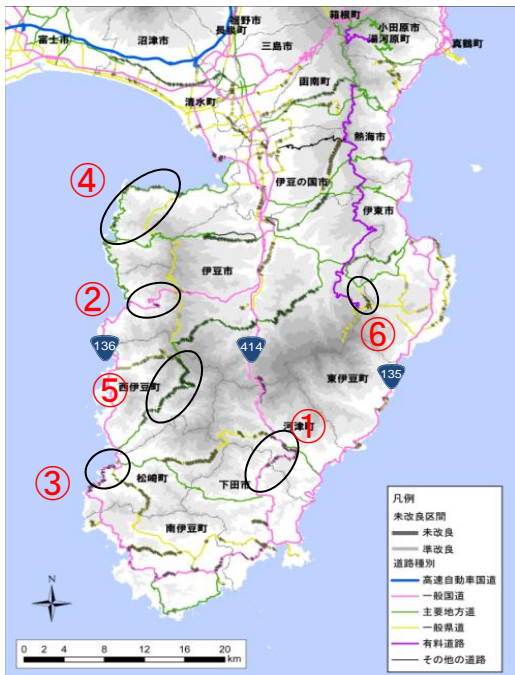 箱根町
小田原市
裾野市
湯河原町
長泉町
真鶴町
富士市
沼津市
三島市
函南町
清水町
熱海市
④
伊豆の国市
伊東市
伊豆市
②
⑥
136
414
135
⑤
西伊豆町
東伊豆町
①
河津町
③
松崎町
下田市
南伊豆町
凡例
未改良区間
未改良
準改良
道路種別
高速自動車国道
一般国道
主要地方道
一般県道
有料道路
その他の道路
N
0 2 4 8 12 16 20
km